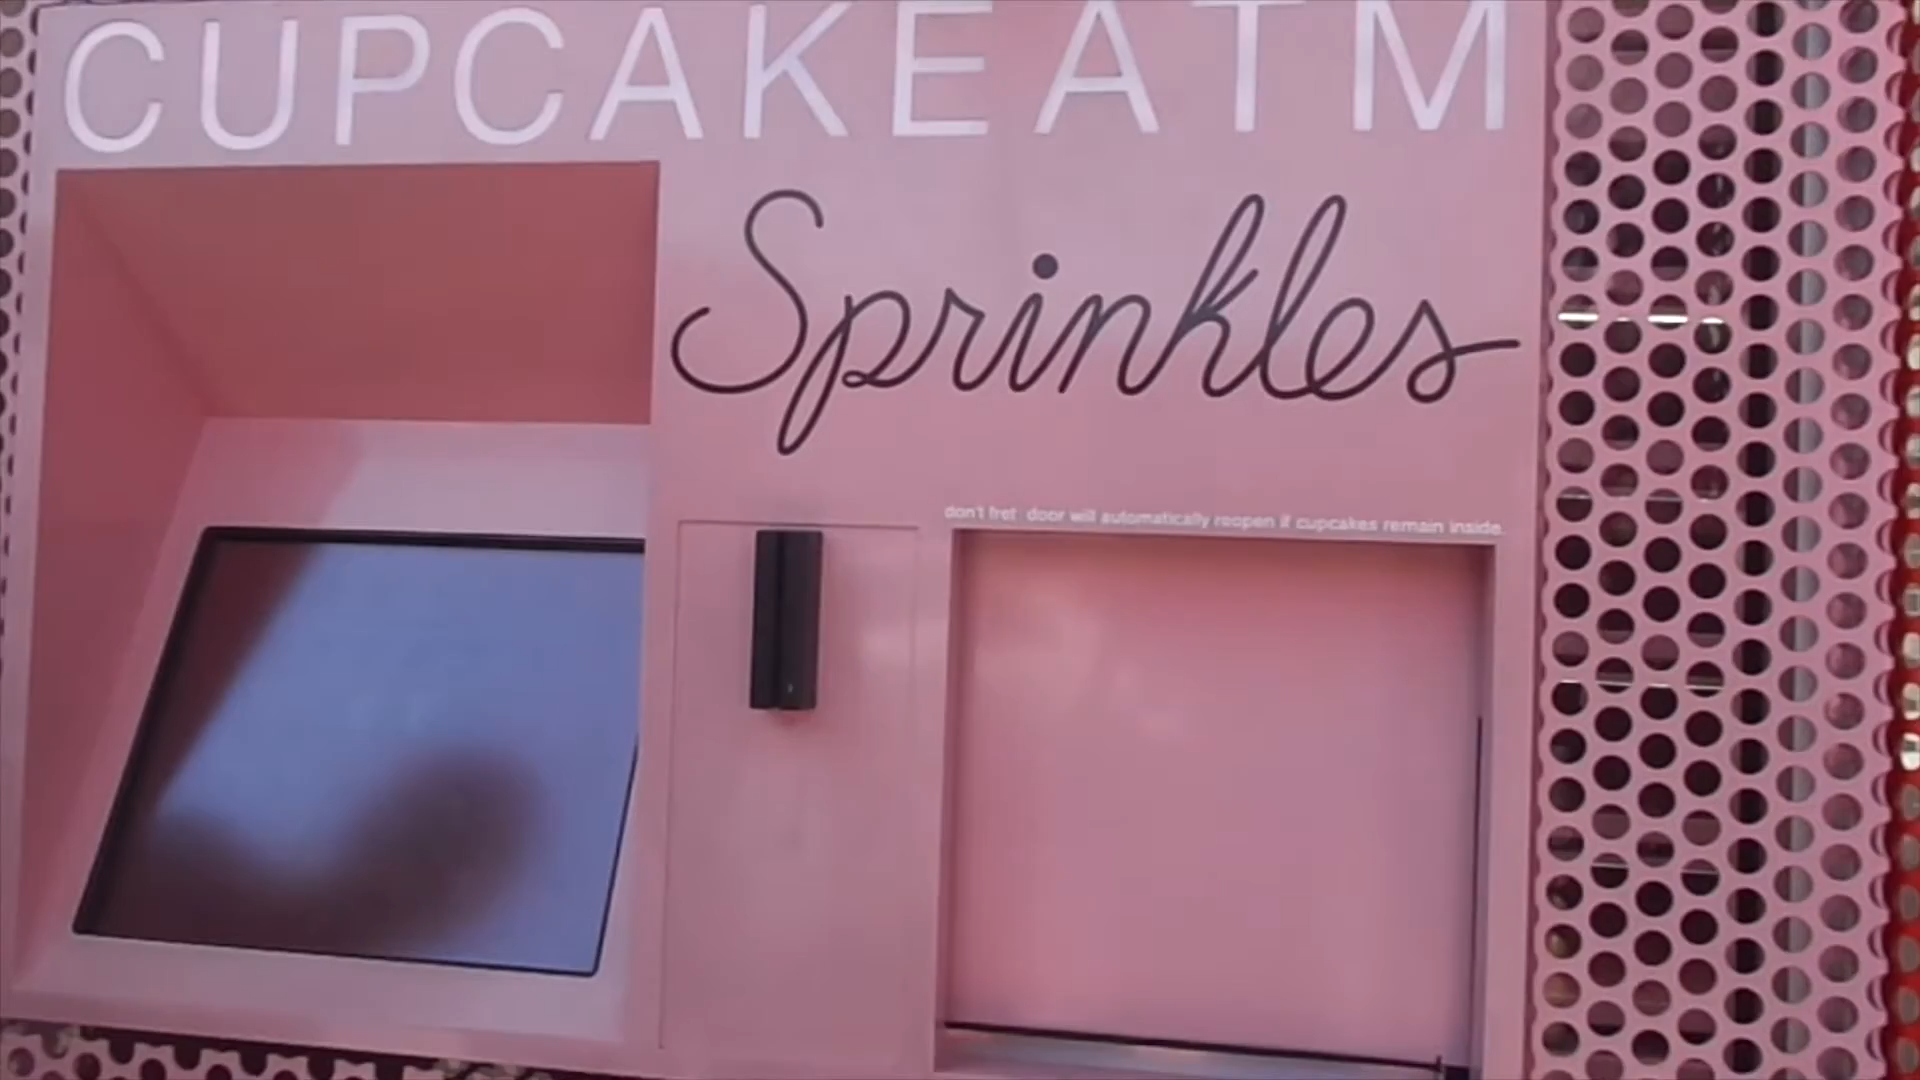 CUPCAKE ATM
Sprinkles
don't fret door will automatically reopen if cupcakes remain inside.